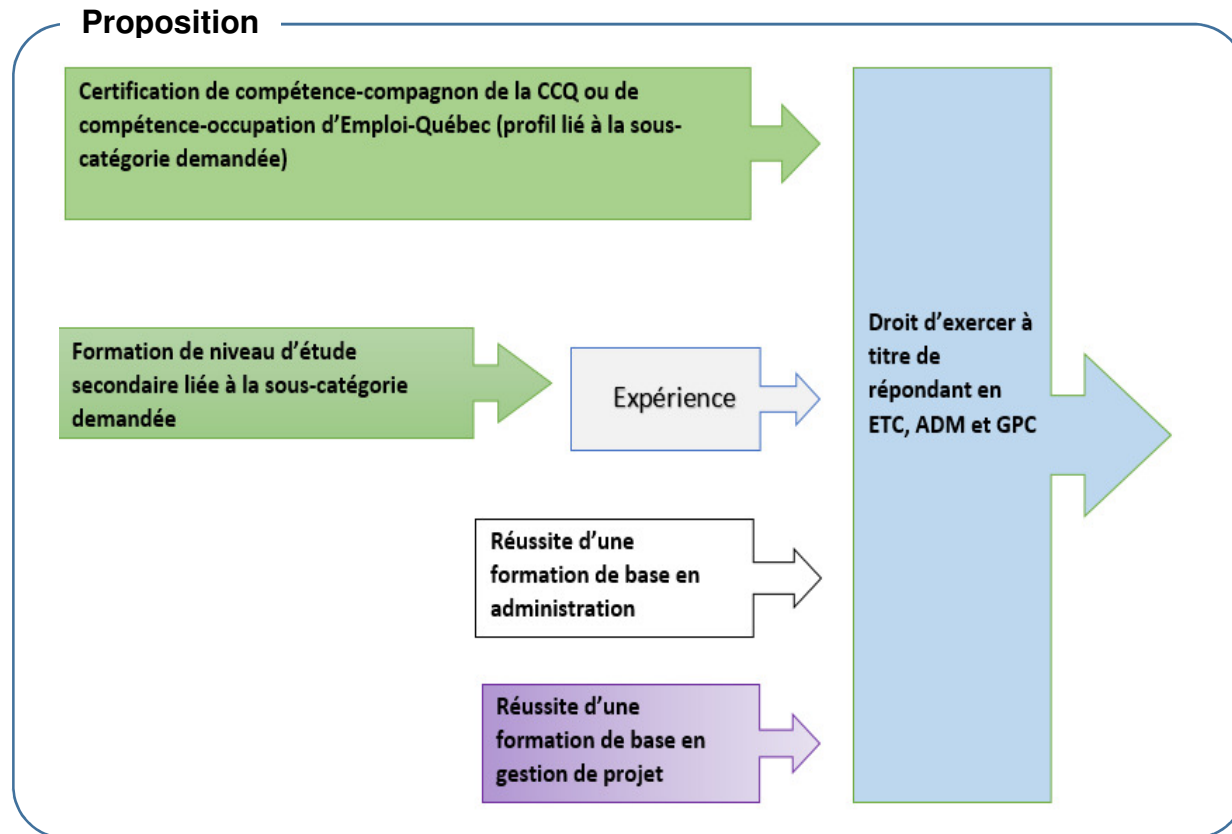 Proposition
Certification de compétence-compagnon de la CCQ ou de
compétence-occupation d’Emploi-Québec (profil lié à la sous-
catégorie demandée)
Formation de niveau d’étude
secondaire liée à la sous-catégorie
demandée
Expérience
Droit d’exercer à
titre de
répondant en
ETC, ADM et GPC
Réussite d’une
formation de base en
administration
Réussite d’une
formation de base en
gestion de projet